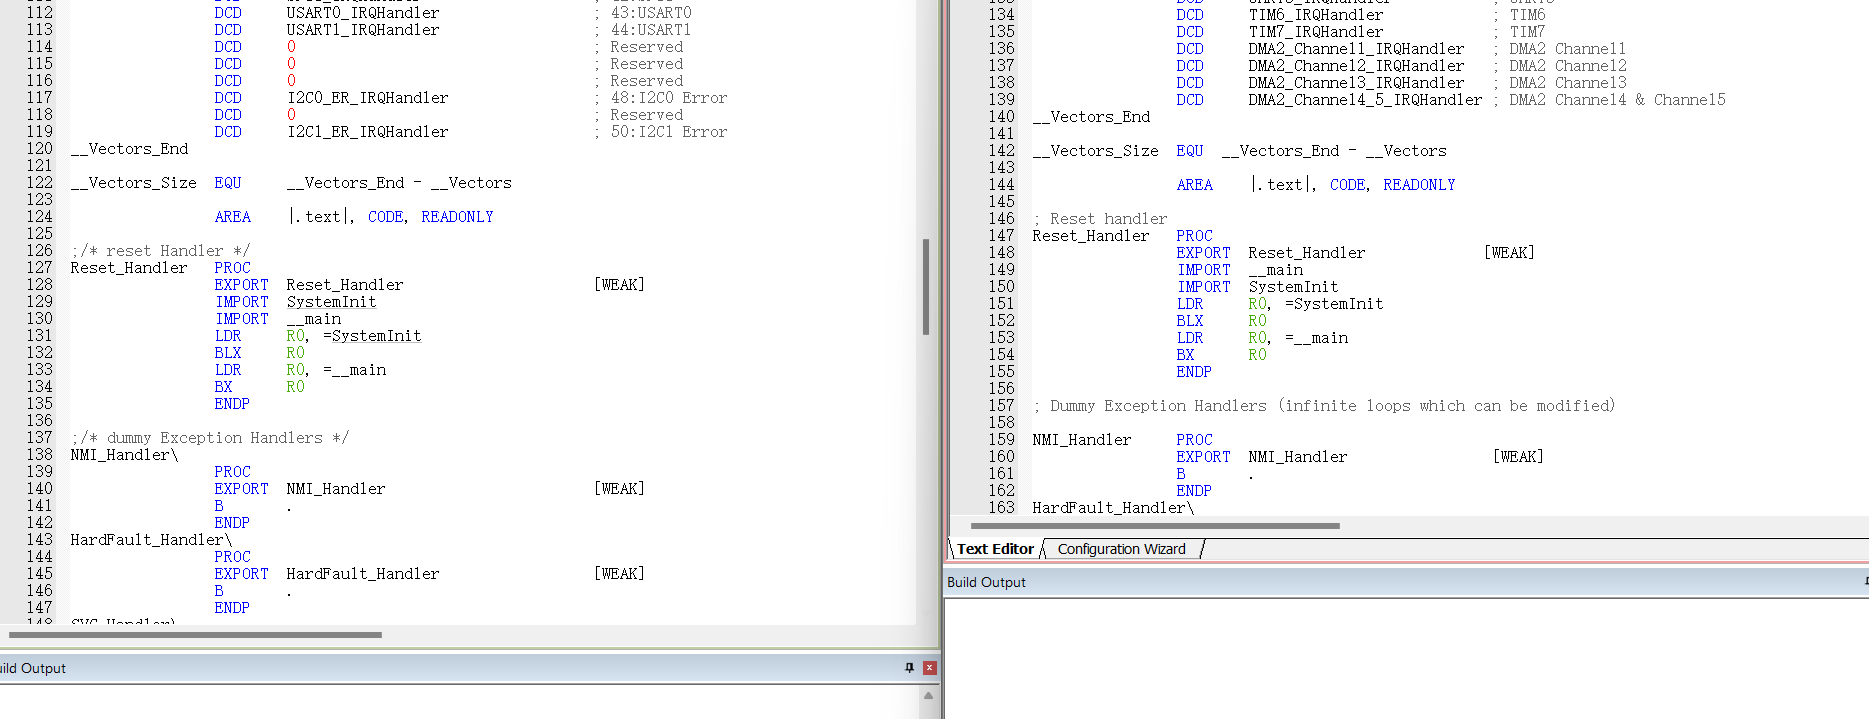 112 DCD USART0_IRQHandler ; 43:USART0
113 DCD USART1_IRQHandler ; 44:USART1
114 DCD 0 ; Reserved
115 DCD 0 ; Reserved
116 DCD 0 ; Reserved
117 DCD I2C0_ER_IRQHandler ; 48:I2C0 Error
118 DCD 0 ; Reserved
119 DCD I2C1_ER_IRQHandler ; 50:I2C1 Error
120 __Vectors_End
121
122 __Vectors_Size EQU __Vectors_End - __Vectors
123
124 AREA |.text|, CODE, READONLY
125
126 ;/* reset Handler */
127 Reset_Handler PROC
128 EXPORT Reset_Handler [WEAK]
129 IMPORT SystemInit
130 IMPORT __main
131 LDR R0, =SystemInit
132 BLX R0
133 LDR R0, =__main
134 BX R0
135 ENDP
136
137 ;/* dummy Exception Handlers */
138 NMI_Handler\
139 PROC
140 EXPORT NMI_Handler [WEAK]
141 B .
142 ENDP
143 HardFault_Handler\
144 PROC
145 EXPORT HardFault_Handler [WEAK]
146 B .
147 ENDP
148 SVC_Handler\
uild Output
134 DCD TIM6_IRQHandler ; TIM6
135 DCD TIM7_IRQHandler ; TIM7
136 DCD DMA2_Channel1_IRQHandler ; DMA2 Channel1
137 DCD DMA2_Channel2_IRQHandler ; DMA2 Channel2
138 DCD DMA2_Channel3_IRQHandler ; DMA2 Channel3
139 DCD DMA2_Channel4_5_IRQHandler ; DMA2 Channel4 & Channel5
140 __Vectors_End
141
142 __Vectors_Size EQU __Vectors_End - __Vectors
143
144 AREA |.text|, CODE, READONLY
145
146 ; Reset handler
147 Reset_Handler PROC
148 EXPORT Reset_Handler [WEAK]
149 IMPORT __main
150 IMPORT SystemInit
151 LDR R0, =SystemInit
152 BLX R0
153 LDR R0, =__main
154 BX R0
155 ENDP
156
157 ; Dummy Exception Handlers (infinite loops which can be modified)
158
159 NMI_Handler PROC
160 EXPORT NMI_Handler [WEAK]
161 B .
162 ENDP
163 HardFault_Handler\
Text Editor Configuration Wizard
Build Output